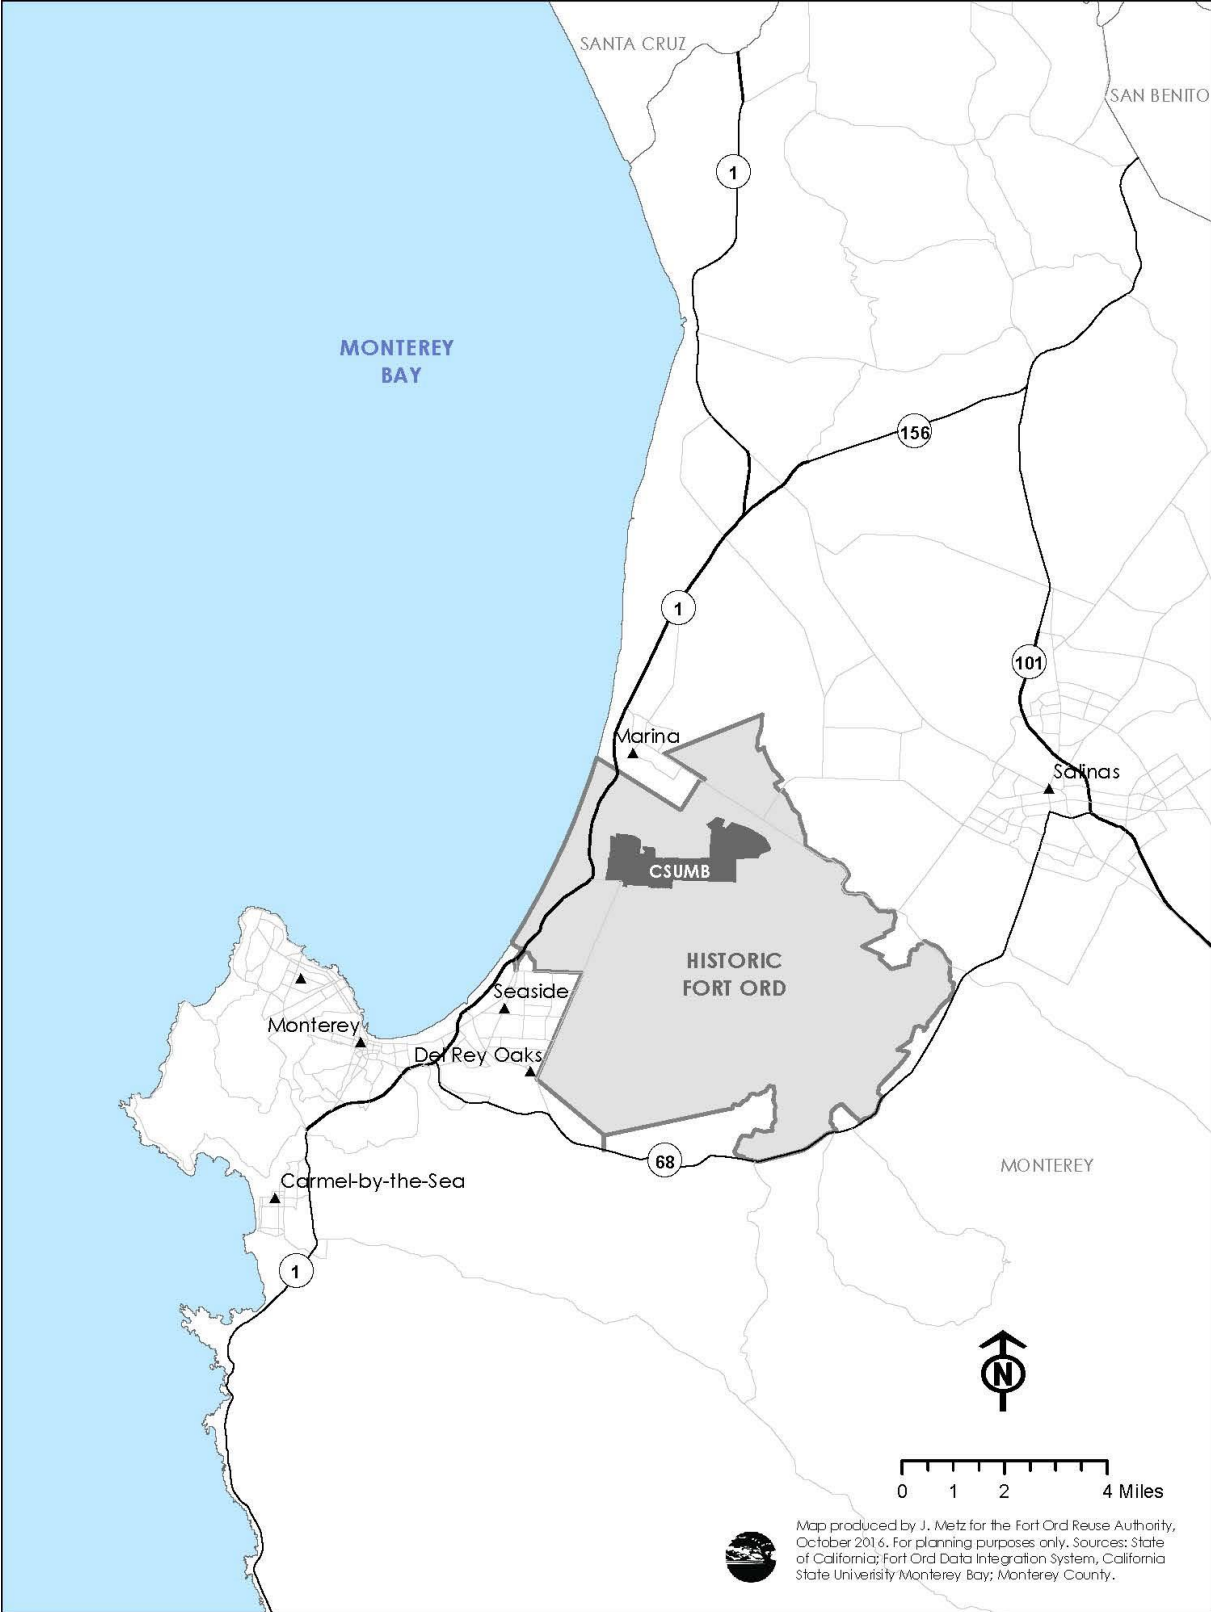 SANTA CRUZ
SAN BENITO
1
MONTEREY
BAY
156
1
101
Marina
Salinas
CSUMB
HISTORIC
FORT ORD
Seaside
Monterey
Del Rey Oaks
68
MONTEREY
Carmel-by-the-Sea
1
N
0 1 2 4 Miles
Map produced by J. Metz for the Fort Ord Reuse Authority,
October 2016. For planning purposes only. Sources: State
of California; Fort Ord Data Integration System, California
State Univerisity Monterey Bay; Monterey County.